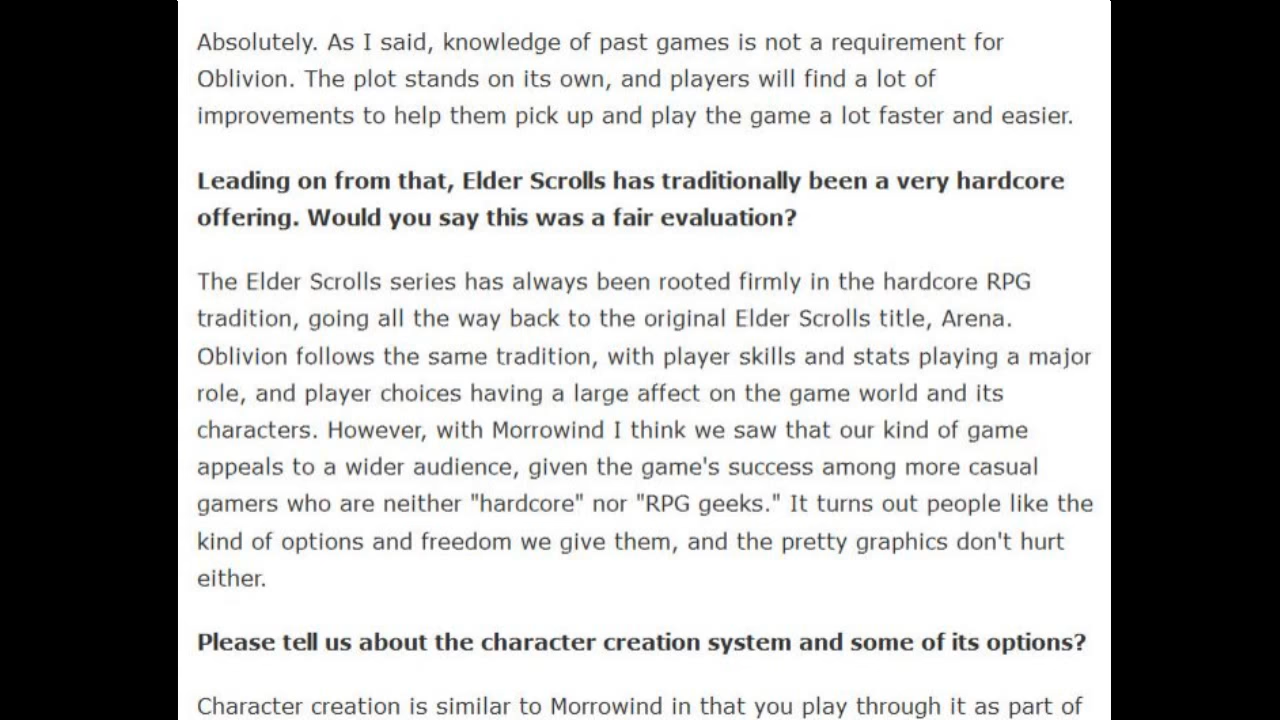 Absolutely. As I said, knowledge of past games is not a requirement for
Oblivion. The plot stands on its own, and players will find a lot of
improvements to help them pick up and play the game a lot faster and easier.
Leading on from that, Elder Scrolls has traditionally been a very hardcore
offering. Would you say this was a fair evaluation?
The Elder Scrolls series has always been rooted firmly in the hardcore RPG
tradition, going all the way back to the original Elder Scrolls title, Arena.
Oblivion follows the same tradition, with player skills and stats playing a major
role, and player choices having a large affect on the game world and its
characters. However, with Morrowind I think we saw that our kind of game
appeals to a wider audience, given the game's success among more casual
gamers who are neither "hardcore" nor "RPG geeks." It turns out people like the
kind of options and freedom we give them, and the pretty graphics don't hurt
either.
Please tell us about the character creation system and some of its options?
Character creation is similar to Morrowind in that you play through it as part of